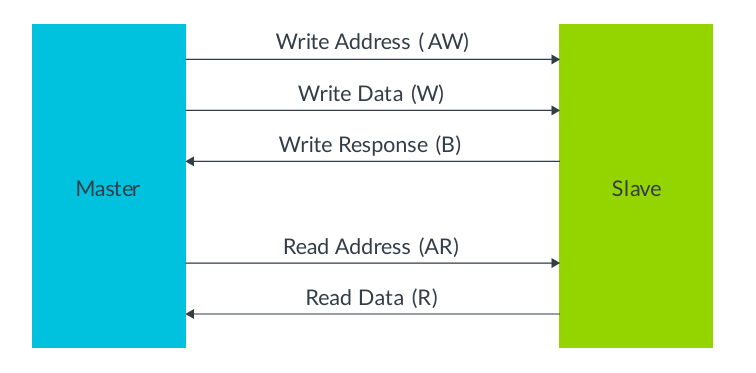 Write Address (AW)
Write Data (W)
Write Response (B)
Master
Slave
Read Address (AR)
Read Data (R)